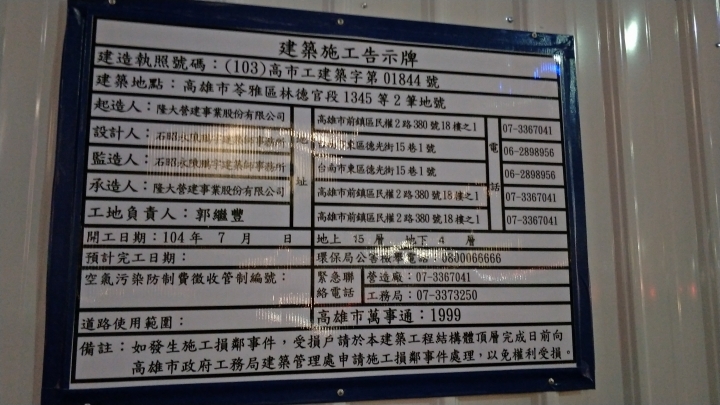 建築施工告示牌
建造執照號碼：(103)高市工建築字第01844號
建築地點：高雄市苓雅區林德官段1345等2筆地號
起造人：隆大營建事業股份有限公司 地址 高雄市前鎮區民權2路380號18樓之1 電話 07-3367041
設計人： 台南市東區德光街15巷1號 06-2898956
監造人： 台南市東區德光街15巷1號 06-2898956
承造人：隆大營建事業股份有限公司 高雄市前鎮區民權2路380號18樓之1 07-3367041
工地負責人：郭繼豐 高雄市前鎮區民權2路380號18樓之1 07-3367041
開工日期：104年 7 月 日 地上 15 層 地下 4 層
預計完工日期： 環保局公害檢舉電話：0800066666
空氣污染防制費徵收管制編號： 緊急聯絡電話 營造廠：07-3367041
工務局：07-3373250
道路使用範圍： 高雄市萬事通：1999
備註：如發生施工損鄰事件，受損戶請於本建築工程結構體頂層完成日前向
高雄市政府工務局建築管理處申請施工損鄰事件處理，以免權利受損。